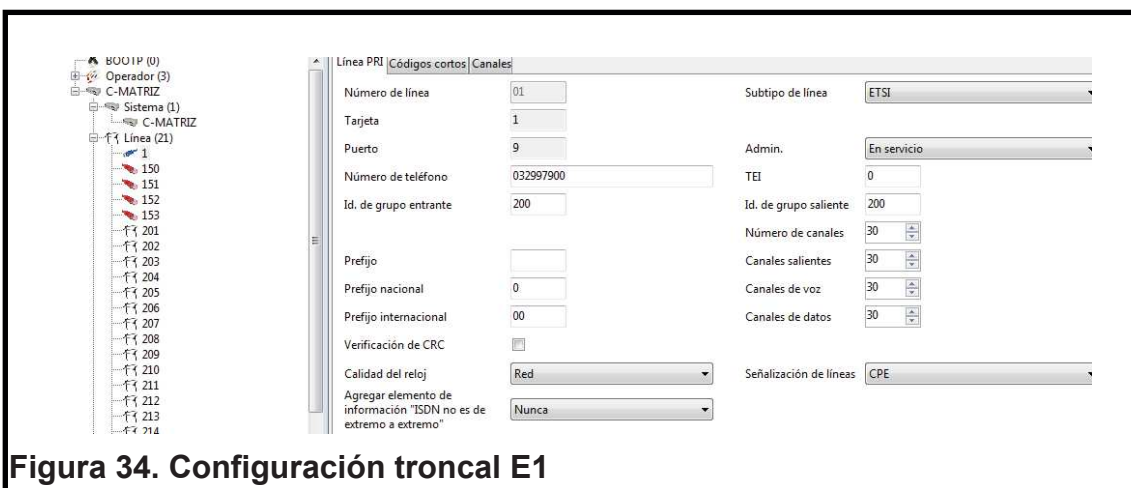 BOOTP (0)
Operador (3)
C-MATRIZ
Sistema (1)
C-MATRIZ
Línea (21)
1
150
151
152
153
201
202
203
204
205
206
207
208
209
210
211
212
213
214
Línea PRI Códigos cortos Canales
Número de línea 01 Subtipo de línea ETSI
Tarjeta 1
Puerto 9 Admin. En servicio
Número de teléfono 032997900 TEI 0
Id. de grupo entrante 200 Id. de grupo saliente 200
Número de canales 30
Prefijo Canales salientes 30
Prefijo nacional 0 Canales de voz 30
Prefijo internacional 00 Canales de datos 30
Verificación de CRC
Calidad del reloj Red Señalización de líneas CPE
Agregar elemento de
información "ISDN no es de Nunca
extremo a extremo"
Figura 34. Configuración troncal E1